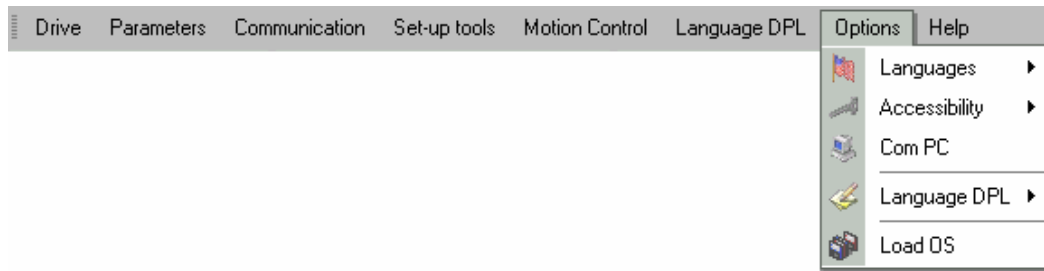 Drive Parameters Communication Set-up tools Motion Control Language DPL Options Help
Languages
Accessibility
Com PC
Language DPL
Load OS